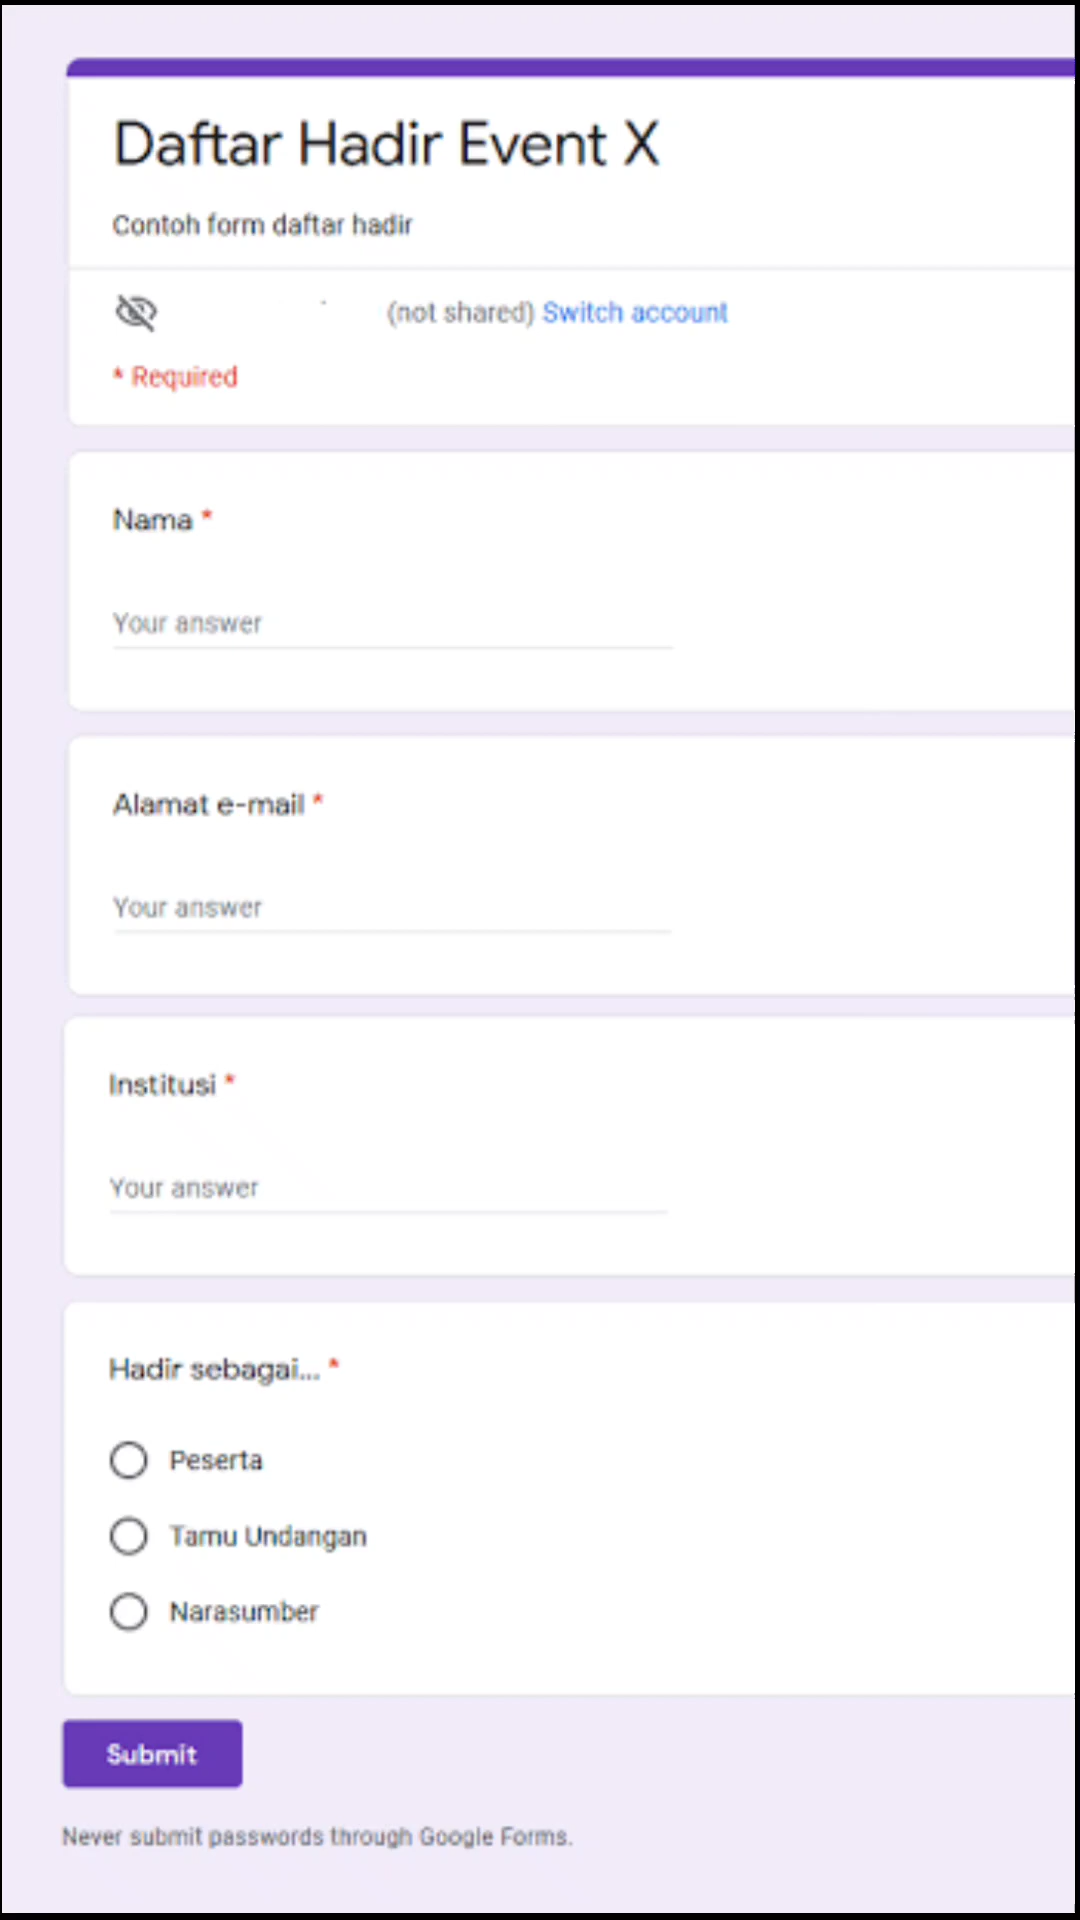 Daftar Hadir Event X
Contoh form daftar hadir
(not shared) Switch account
* Required
Nama *
Your answer
Alamat e-mail *
Your answer
Institusi *
Your answer
Hadir sebagai... *
Peserta
Tamu Undangan
Narasumber
Submit
Never submit passwords through Google Forms.